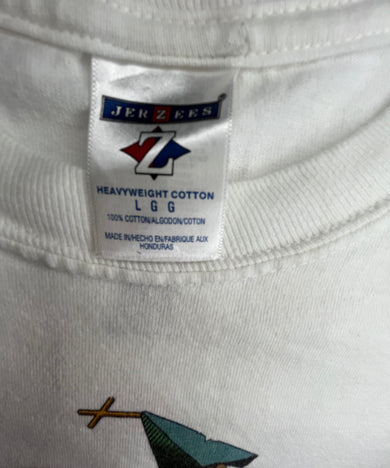 JERZEES
Z
HEAVYWEIGHT COTTON
L G G
100% COTTON/ALGODON/COTON
MADE IN/HECHO EN/FABRIQUE AUX
HONDURAS